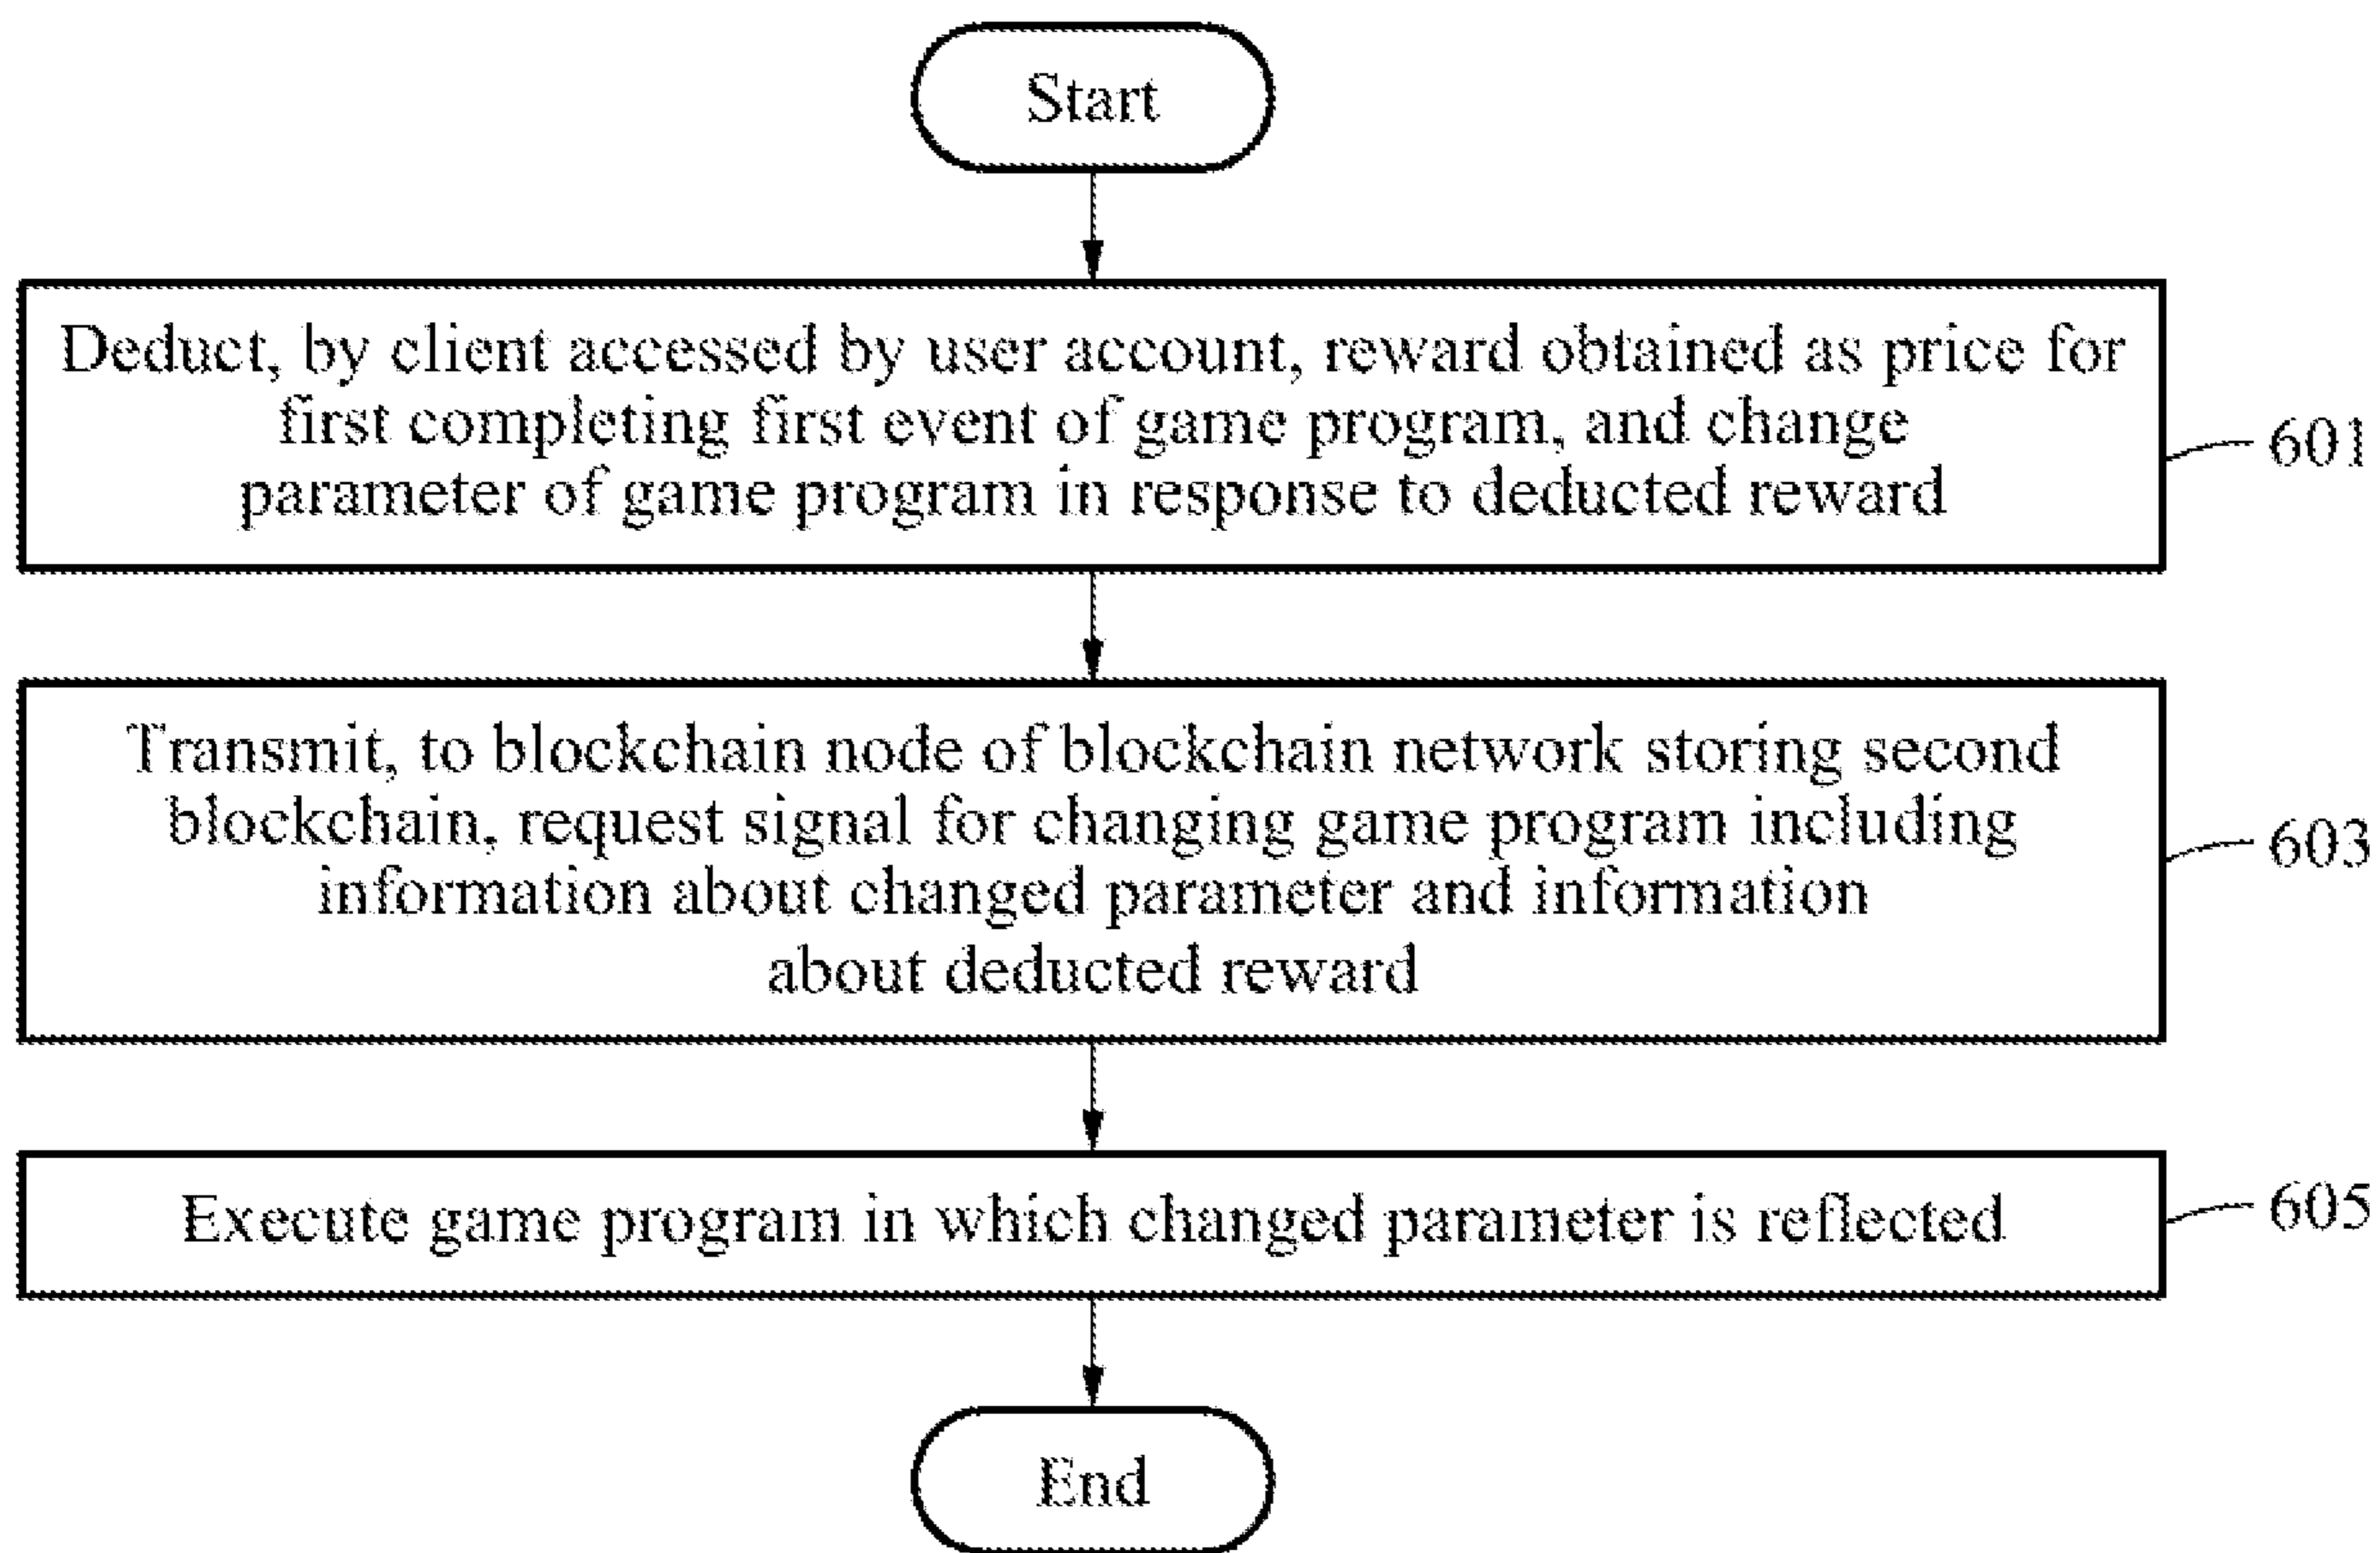 Start
Deduct, by client accessed by user account, reward obtained as price for
first completing first event of game program, and change
parameter of game program in response to deducted reward
601
Transmit, to blockchain node of blockchain network storing second
blockchain, request signal for changing game program including
information about changed parameter and information
about deducted reward
603
Execute game program in which changed parameter is reflected
605
End